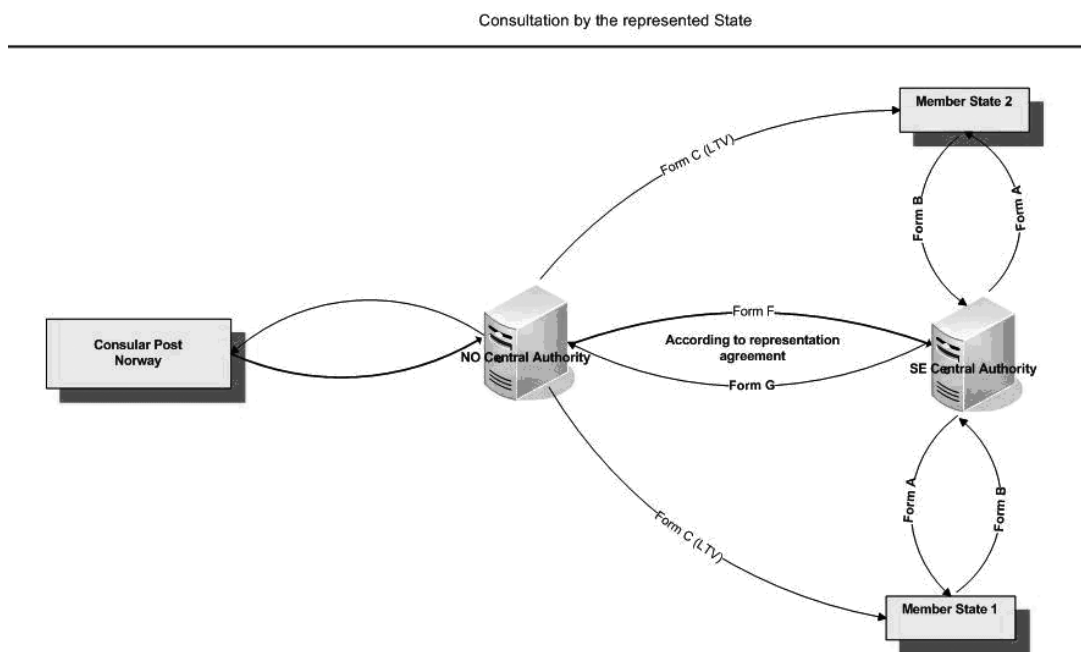 Consultation by the represented State
Member State 2
Form C (LTV)
Form B
Form A
Consular Post
Norway
NO Central Authority
Form F
According to representation
agreement
Form G
SE Central Authority
Form C (LTV)
Form A
Form B
Member State 1